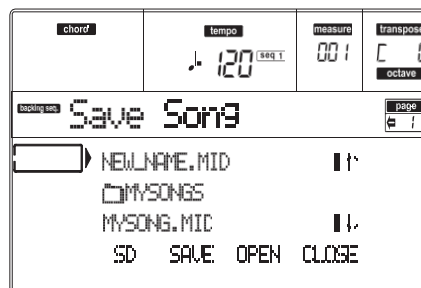 chord tempo measure transpose
120 seq 1 001 C
octave
backing seq. Save Song page
1
NEW_NAME.MID
MYSONGS
MYSONG.MID
SD SAVE OPEN CLOSE